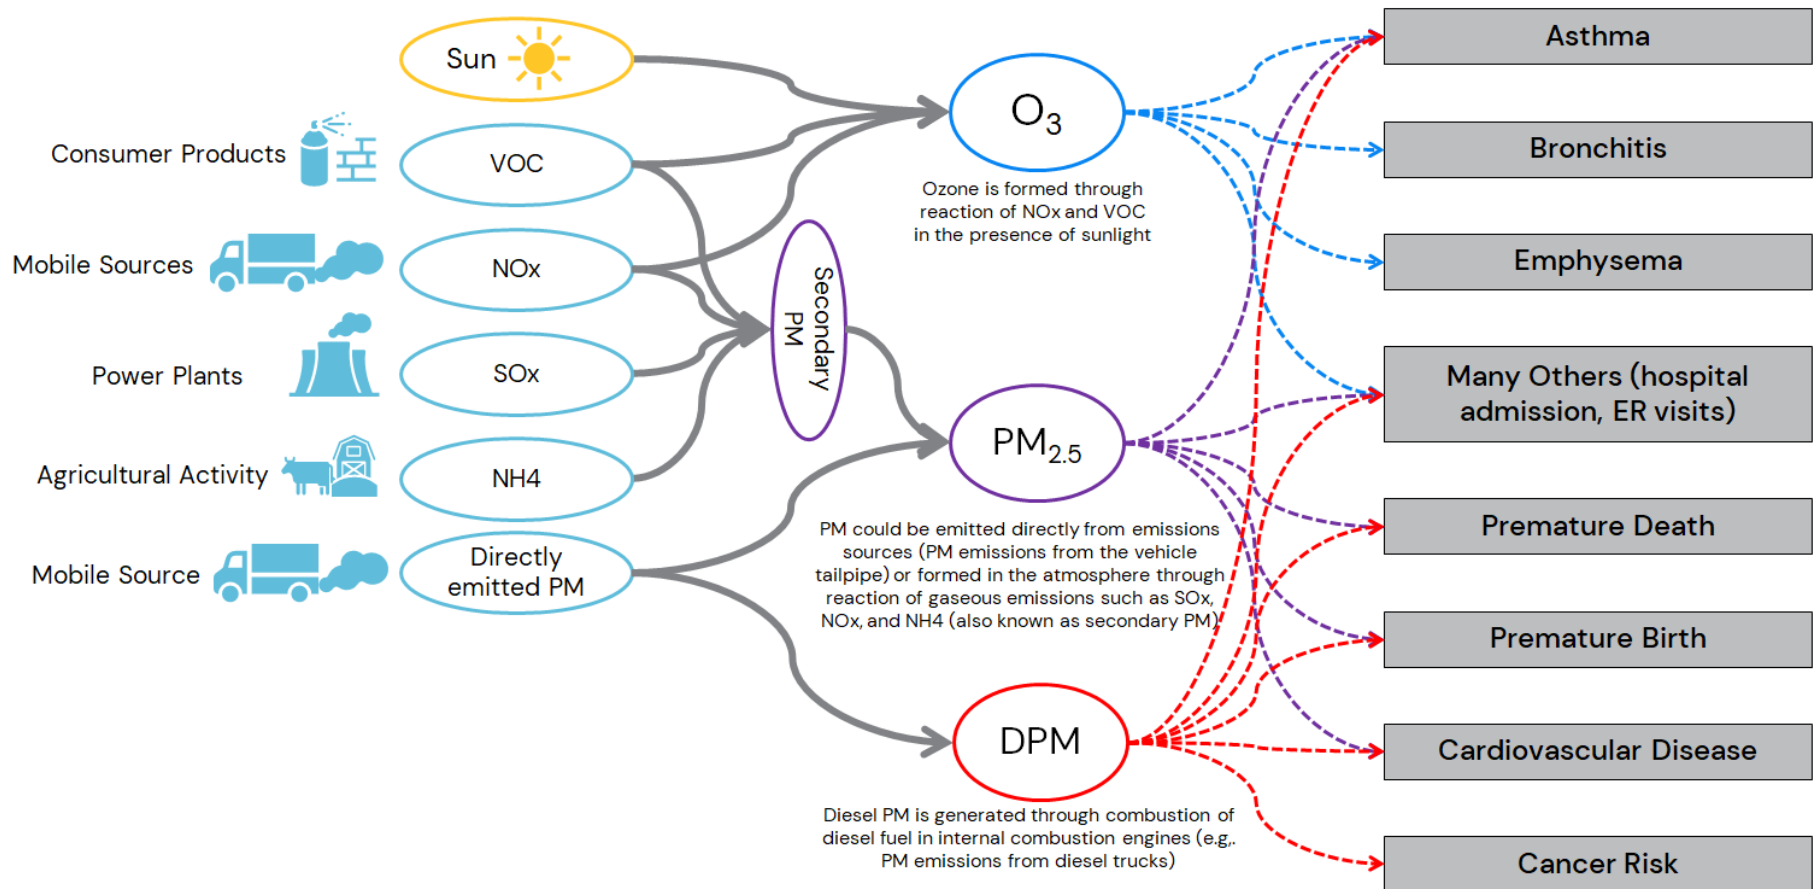 Sun
Consumer Products
VOC
Mobile Sources
NOx
Power Plants
SOx
Agricultural Activity
NH4
Mobile Source
Directly
emitted PM
Secondary
PM
O3
Ozone is formed through
reaction of NOx and VOC
in the presence of sunlight
PM2.5
PM could be emitted directly from emissions
sources (PM emissions from the vehicle
tailpipe) or formed in the atmosphere through
reaction of gaseous emissions such as SOx,
NOx, and NH4 (also known as secondary PM)
DPM
Diesel PM is generated through combustion of
diesel fuel in internal combustion engines (e.g,.
PM emissions from diesel trucks)
Asthma
Bronchitis
Emphysema
Many Others (hospital
admission, ER visits)
Premature Death
Premature Birth
Cardiovascular Disease
Cancer Risk